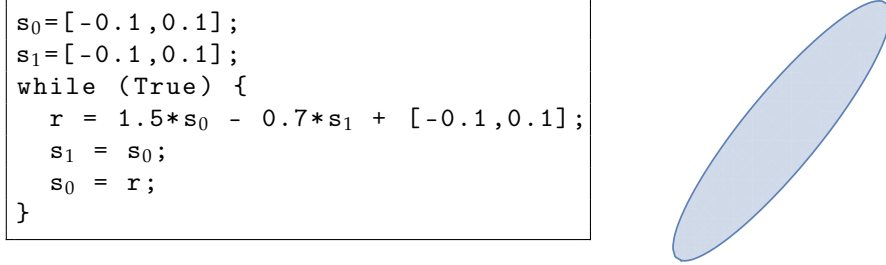 s₀=[-0.1,0.1];
s₁=[-0.1,0.1];
while (True) {
  r = 1.5*s₀ - 0.7*s₁ + [-0.1,0.1];
  s₁ = s₀;
  s₀ = r;
}